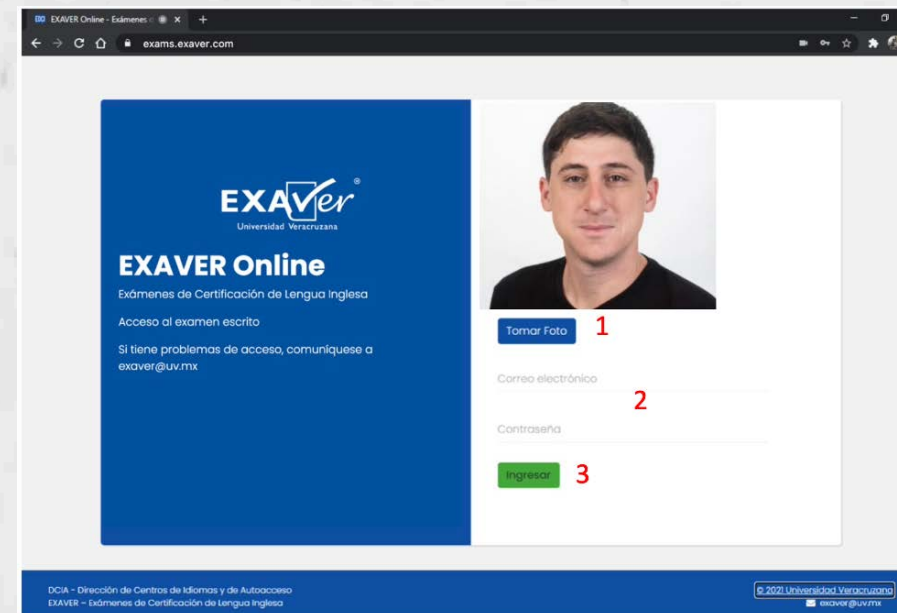 EXAVER Online - Exámenes
exams.exaver.com
EXAVer®
Universidad Veracruzana
EXAVER Online
Exámenes de Certificación de Lengua Inglesa
Acceso al examen escrito
Si tiene problemas de acceso, comuníquese a
exaver@uv.mx
Tomar Foto 1
Correo electrónico
2
Contraseña
Ingresar 3
DCIA - Dirección de Centros de Idiomas y de Autoacceso
EXAVER – Exámenes de Certificación de Lengua Inglesa
© 2021 Universidad Veracruzana
exaver@uv.mx